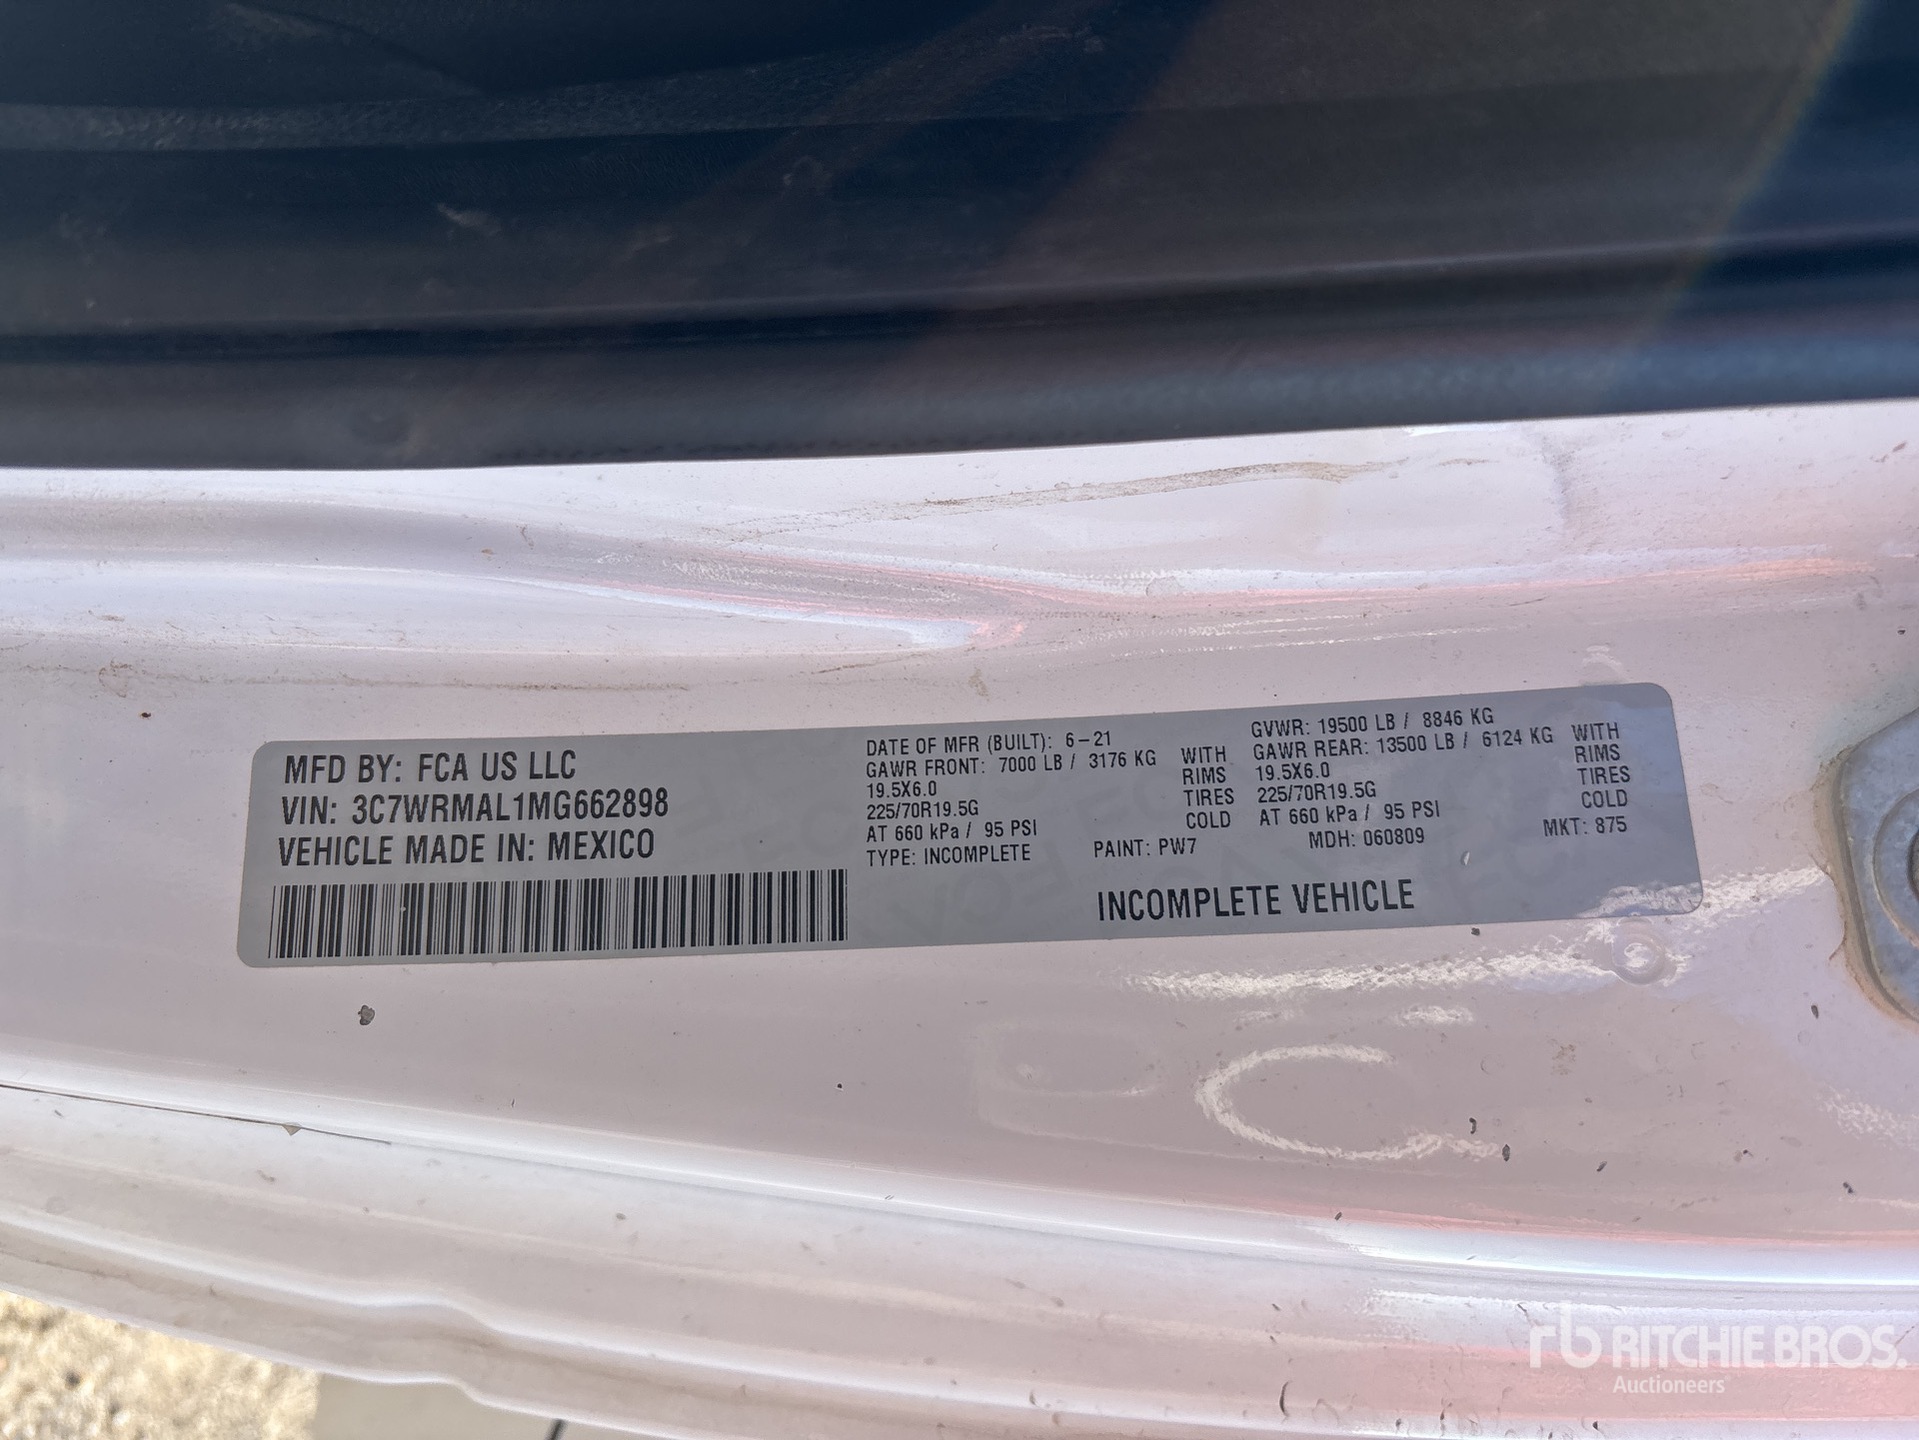 MFD BY: FCA US LLC
VIN: 3C7WRMAL1MG662898
VEHICLE MADE IN: MEXICO
DATE OF MFR (BUILT): 6-21
GAWR FRONT: 7000 LB / 3176 KG WITH
19.5X6.0 RIMS
225/70R19.5G TIRES
AT 660 kPa / 95 PSI COLD
TYPE: INCOMPLETE
GVWR: 19500 LB / 8846 KG
GAWR REAR: 13500 LB / 6124 KG WITH
19.5X6.0 RIMS
225/70R19.5G TIRES
AT 660 kPa / 95 PSI COLD
PAINT: PW7 MDH: 060809 MKT: 875
INCOMPLETE VEHICLE
rb RITCHIE BROS.
Auctioneers